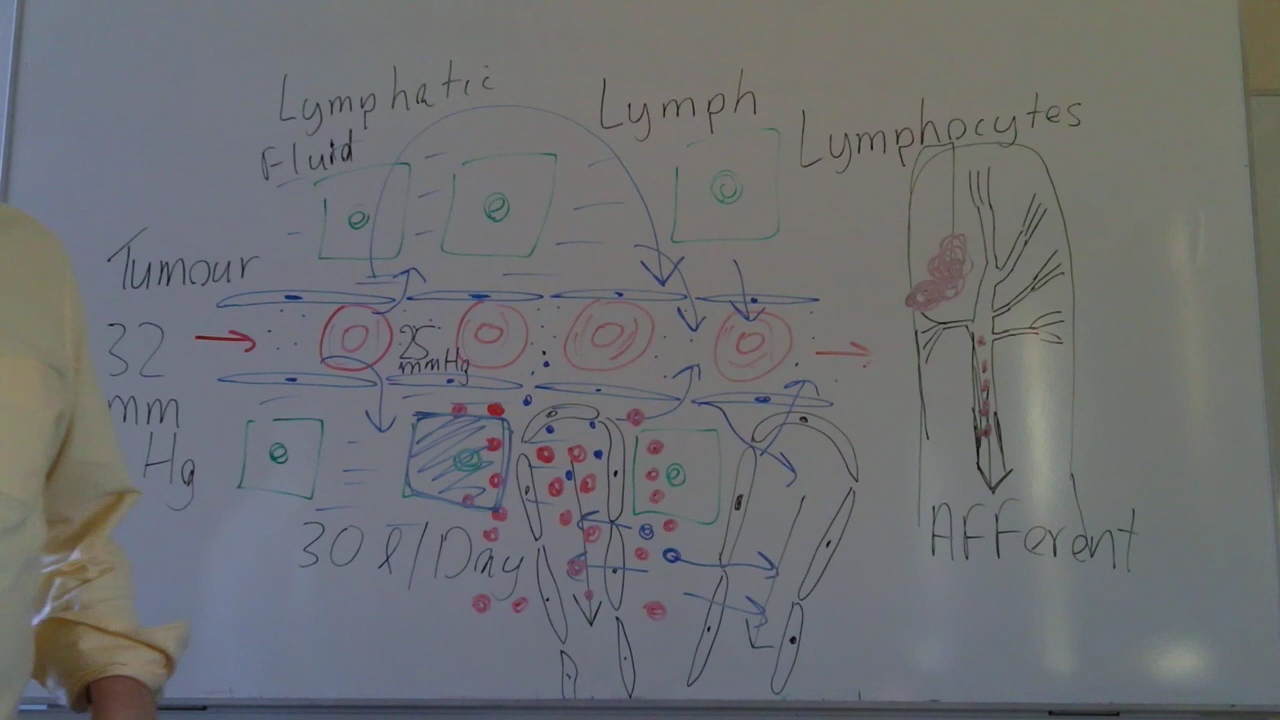 Lymphatic
Fluid
Lymph
Lymphocytes
Tumour
32
mm
Hg
25
mmHg
30 l/Day
Afferent